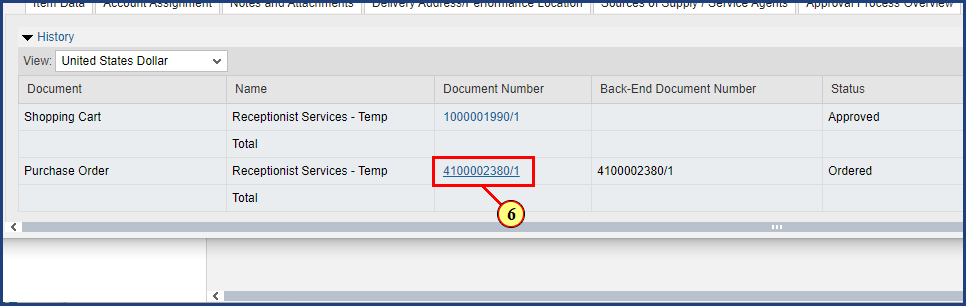 Item Data Account Assignment Notes and Attachments Delivery Address/Performance Location Sources of Supply / Service Agents Approval Process Overview
History
View: United States Dollar
Document Name Document Number Back-End Document Number Status
Shopping Cart Receptionist Services - Temp 1000001990/1 Approved
Total
Purchase Order Receptionist Services - Temp 4100002380/1 4100002380/1 Ordered
Total
6